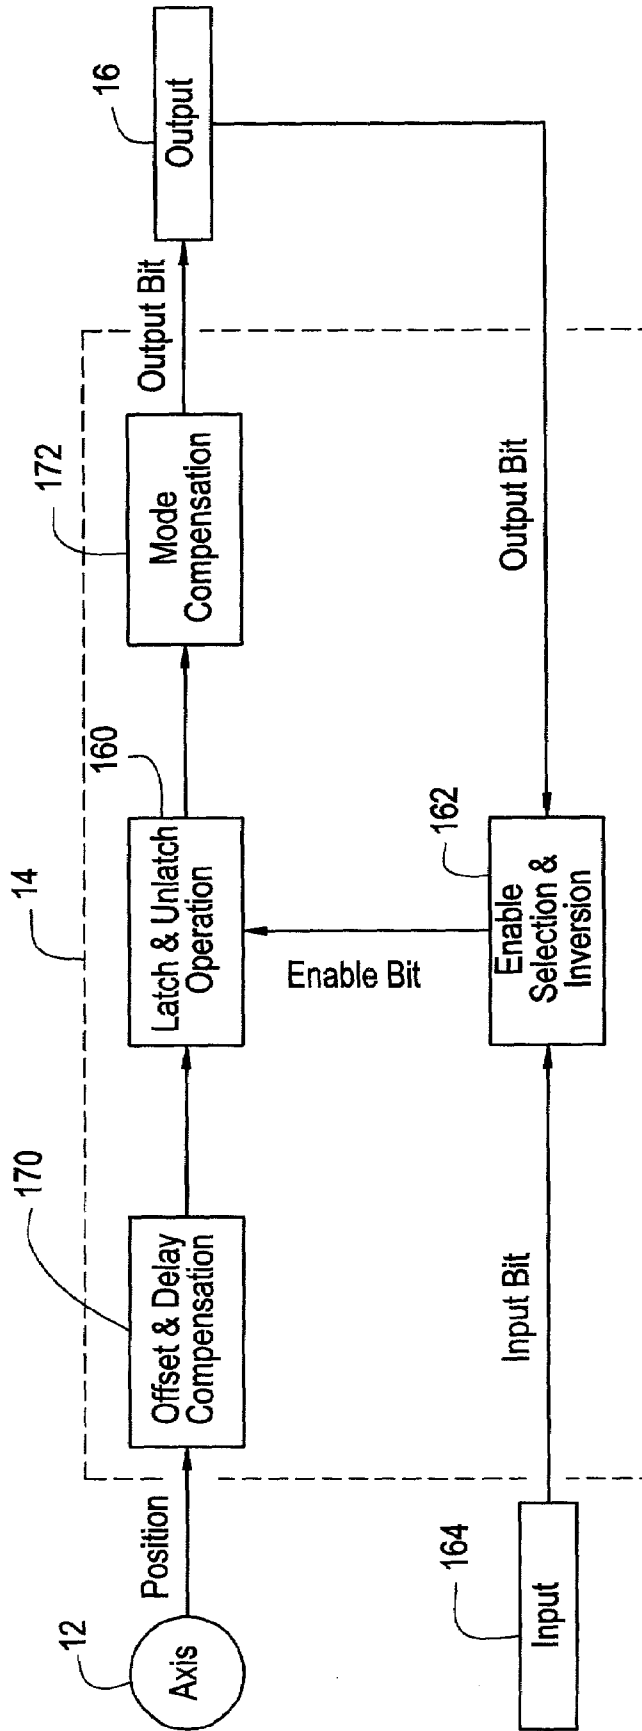 14
12
Axis
Position
170
Offset & Delay
Compensation
160
Latch & Unlatch
Operation
172
Mode
Compensation
Output Bit
16
Output
Enable Bit
164
Input
Input Bit
162
Enable
Selection &
Inversion
Output Bit